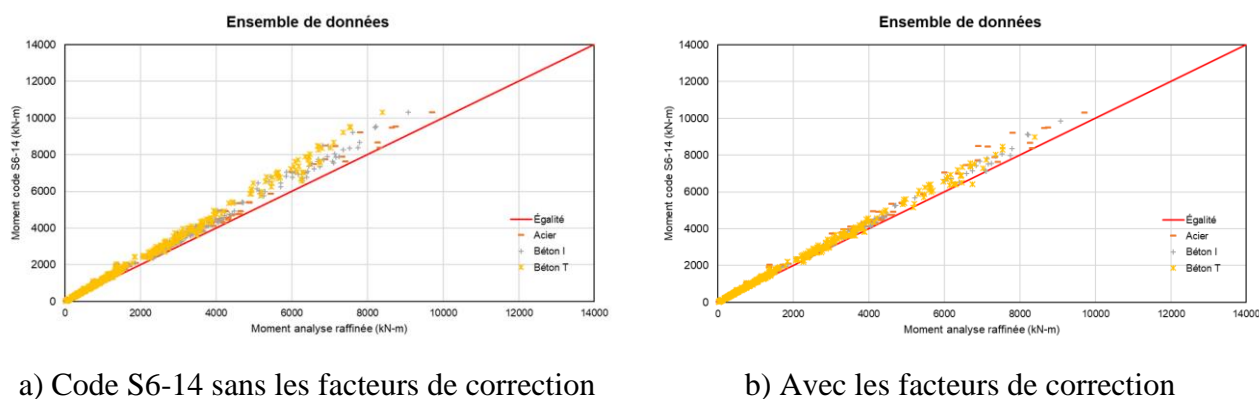 Ensemble de données
14000
12000
10000
8000
6000
4000
2000
0
Moment code S6-14 (kN-m)
Égalité
Acier
Béton I
Béton T
0 2000 4000 6000 8000 10000 12000 14000
Moment analyse raffinée (kN-m)
a) Code S6-14 sans les facteurs de correction
Ensemble de données
14000
12000
10000
8000
6000
4000
2000
0
Moment code S6-14 (kN-m)
Égalité
Acier
Béton I
Béton T
0 2000 4000 6000 8000 10000 12000 14000
Moment analyse raffinée (kN-m)
b) Avec les facteurs de correction